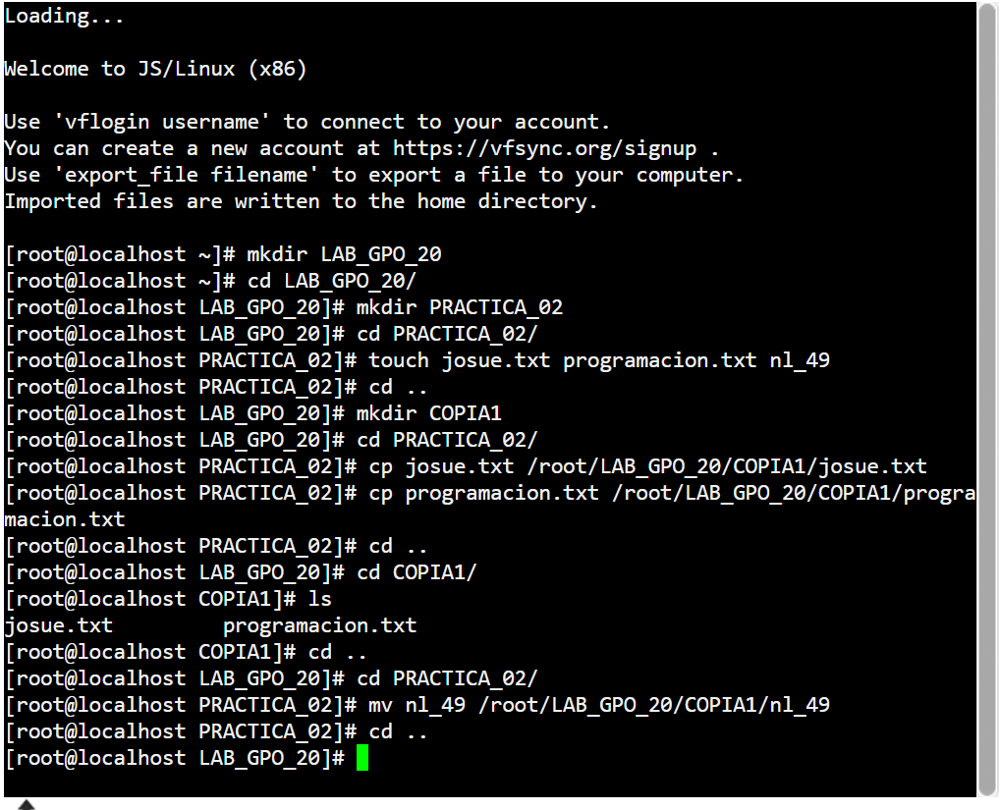 Loading...
Welcome to JS/Linux (x86)
Use 'vflogin username' to connect to your account.
You can create a new account at https://vfsync.org/signup .
Use 'export_file filename' to export a file to your computer.
Imported files are written to the home directory.
[root@localhost ~]# mkdir LAB_GPO_20
[root@localhost ~]# cd LAB_GPO_20/
[root@localhost LAB_GPO_20]# mkdir PRACTICA_02
[root@localhost LAB_GPO_20]# cd PRACTICA_02/
[root@localhost PRACTICA_02]# touch josue.txt programacion.txt nl_49
[root@localhost PRACTICA_02]# cd ..
[root@localhost LAB_GPO_20]# mkdir COPIA1
[root@localhost LAB_GPO_20]# cd PRACTICA_02/
[root@localhost PRACTICA_02]# cp josue.txt /root/LAB_GPO_20/COPIA1/josue.txt
[root@localhost PRACTICA_02]# cp programacion.txt /root/LAB_GPO_20/COPIA1/progra
macion.txt
[root@localhost PRACTICA_02]# cd ..
[root@localhost LAB_GPO_20]# cd COPIA1/
[root@localhost COPIA1]# ls
josue.txt         programacion.txt
[root@localhost COPIA1]# cd ..
[root@localhost LAB_GPO_20]# cd PRACTICA_02/
[root@localhost PRACTICA_02]# mv nl_49 /root/LAB_GPO_20/COPIA1/nl_49
[root@localhost PRACTICA_02]# cd ..
[root@localhost LAB_GPO_20]#